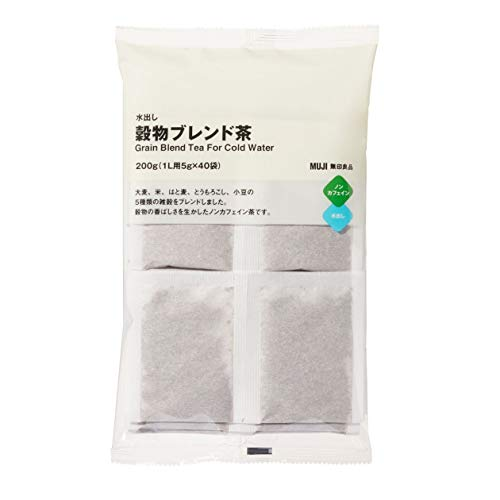 水出し
穀物ブレンド茶
Grain Blend Tea For Cold Water
200g(1L用5g×40袋)
MUJI 無印良品
大麦、米、はと麦、とうもろこし、小豆の
5種類の雑穀をブレンドしました。
穀物の香ばしさを生かしたノンカフェイン茶です。
ノン
カフェイン
水出し